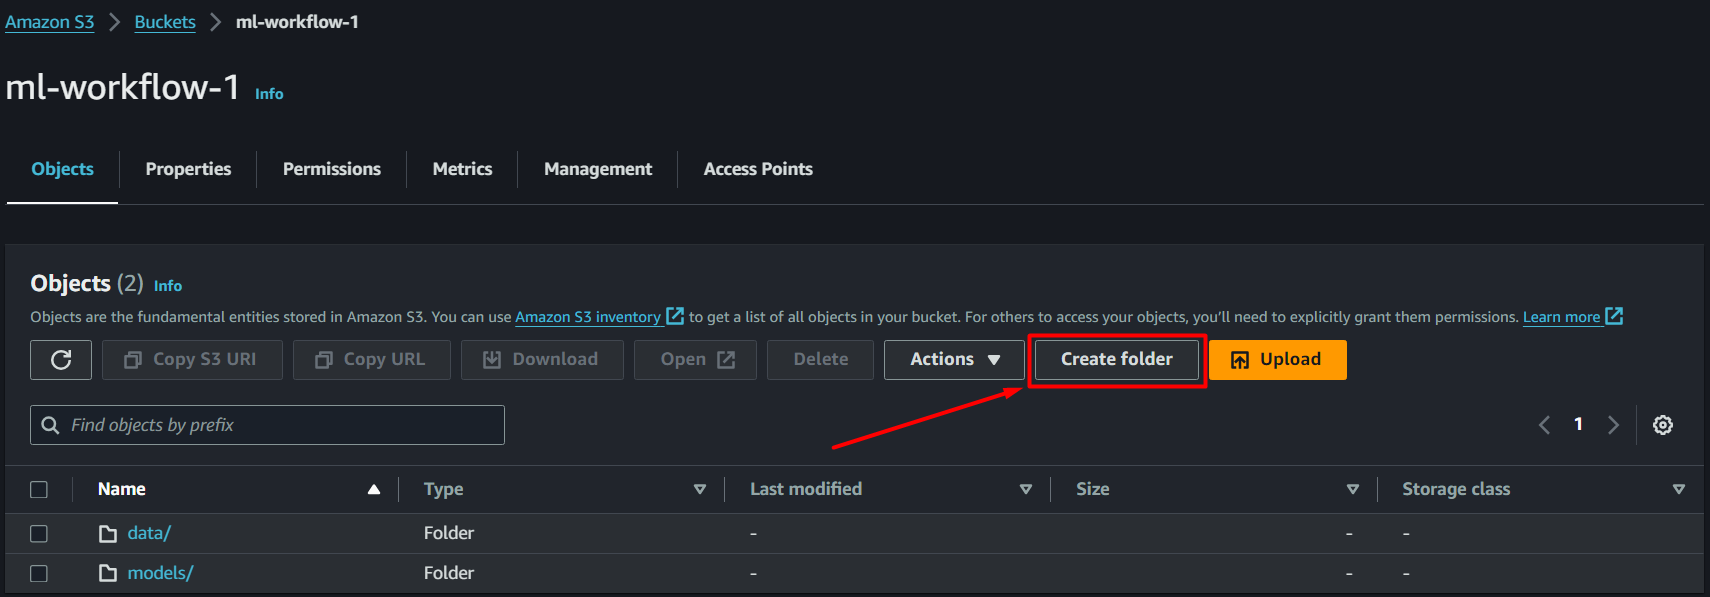 Amazon S3 > Buckets > ml-workflow-1
ml-workflow-1 Info
Objects Properties Permissions Metrics Management Access Points
Objects (2) Info
Objects are the fundamental entities stored in Amazon S3. You can use Amazon S3 inventory to get a list of all objects in your bucket. For others to access your objects, you'll need to explicitly grant them permissions. Learn more
Copy S3 URI Copy URL Download Open Delete Actions Create folder Upload
Find objects by prefix 1
Name Type Last modified Size Storage class
data/ Folder - - -
models/ Folder - - -